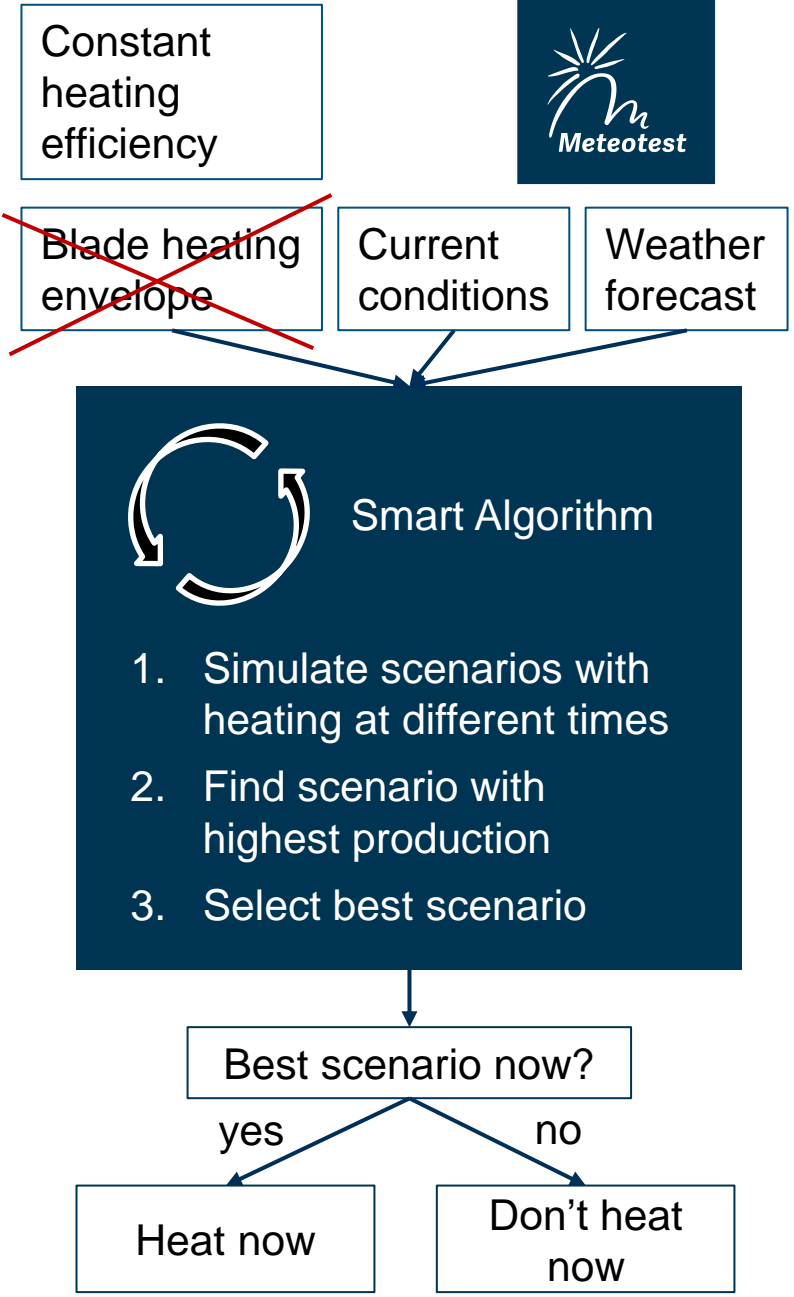 Constant
heating
efficiency
Meteotest
Blade heating
envelope
Current
conditions
Weather
forecast
Smart Algorithm
1. Simulate scenarios with
heating at different times
2. Find scenario with
highest production
3. Select best scenario
Best scenario now?
yes
no
Heat now
Don’t heat
now